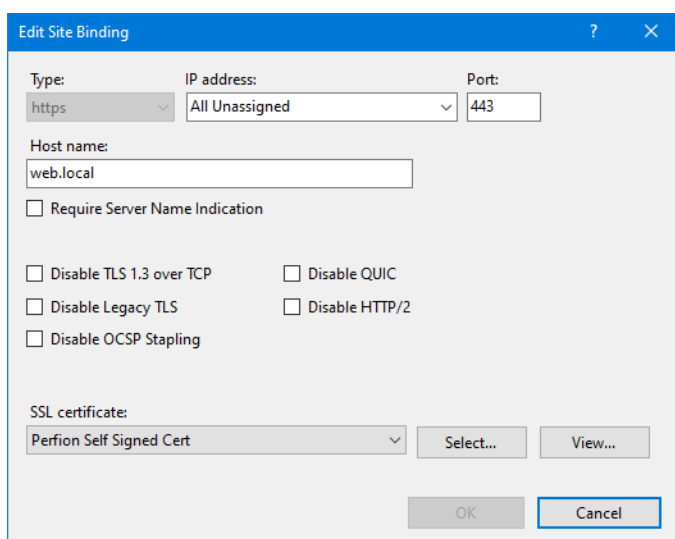 Edit Site Binding ?
Type: IP address: Port:
https All Unassigned 443
Host name:
web.local
Require Server Name Indication
Disable TLS 1.3 over TCP Disable QUIC
Disable Legacy TLS Disable HTTP/2
Disable OCSP Stapling
SSL certificate:
Perfion Self Signed Cert Select... View...
OK Cancel